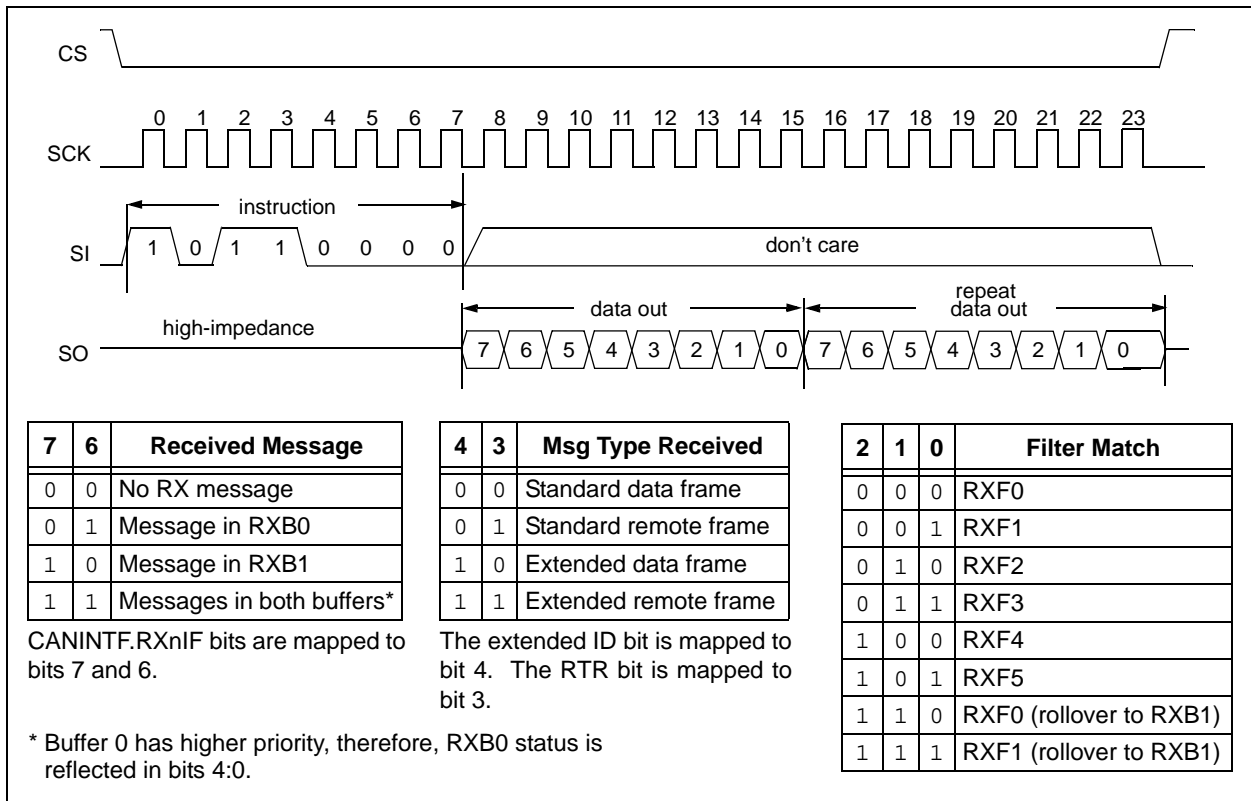 CS
0 1 2 3 4 5 6 7 8 9 10 11 12 13 14 15 16 17 18 19 20 21 22 23
SCK
instruction
SI 1 0 1 1 0 0 0 0 don't care
data out
repeat
data out
high-impedance
SO 7 6 5 4 3 2 1 0 7 6 5 4 3 2 1 0
7 6 Received Message
0 0 No RX message
0 1 Message in RXB0
1 0 Message in RXB1
1 1 Messages in both buffers*
CANINTF.RXnIF bits are mapped to
bits 7 and 6.
4 3 Msg Type Received
0 0 Standard data frame
0 1 Standard remote frame
1 0 Extended data frame
1 1 Extended remote frame
The extended ID bit is mapped to
bit 4. The RTR bit is mapped to
bit 3.
2 1 0 Filter Match
0 0 0 RXF0
0 0 1 RXF1
0 1 0 RXF2
0 1 1 RXF3
1 0 0 RXF4
1 0 1 RXF5
1 1 0 RXF0 (rollover to RXB1)
1 1 1 RXF1 (rollover to RXB1)
* Buffer 0 has higher priority, therefore, RXB0 status is
reflected in bits 4:0.